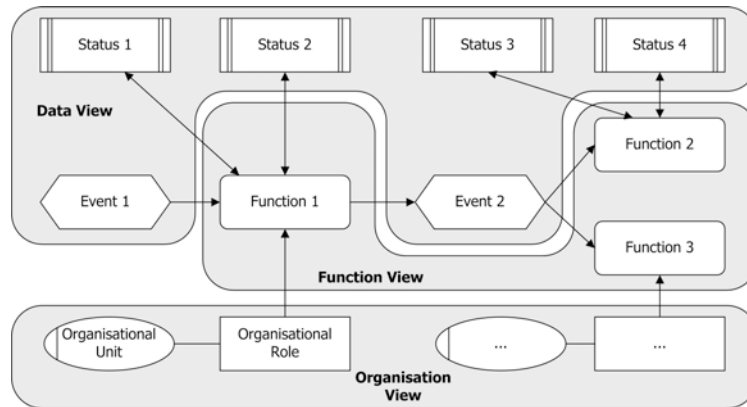 Status 1
Status 2
Status 3
Status 4
Data View
Function 2
Event 1
Function 1
Event 2
Function 3
Function View
Organisational
Unit
Organisational
Role
...
...
Organisation
View